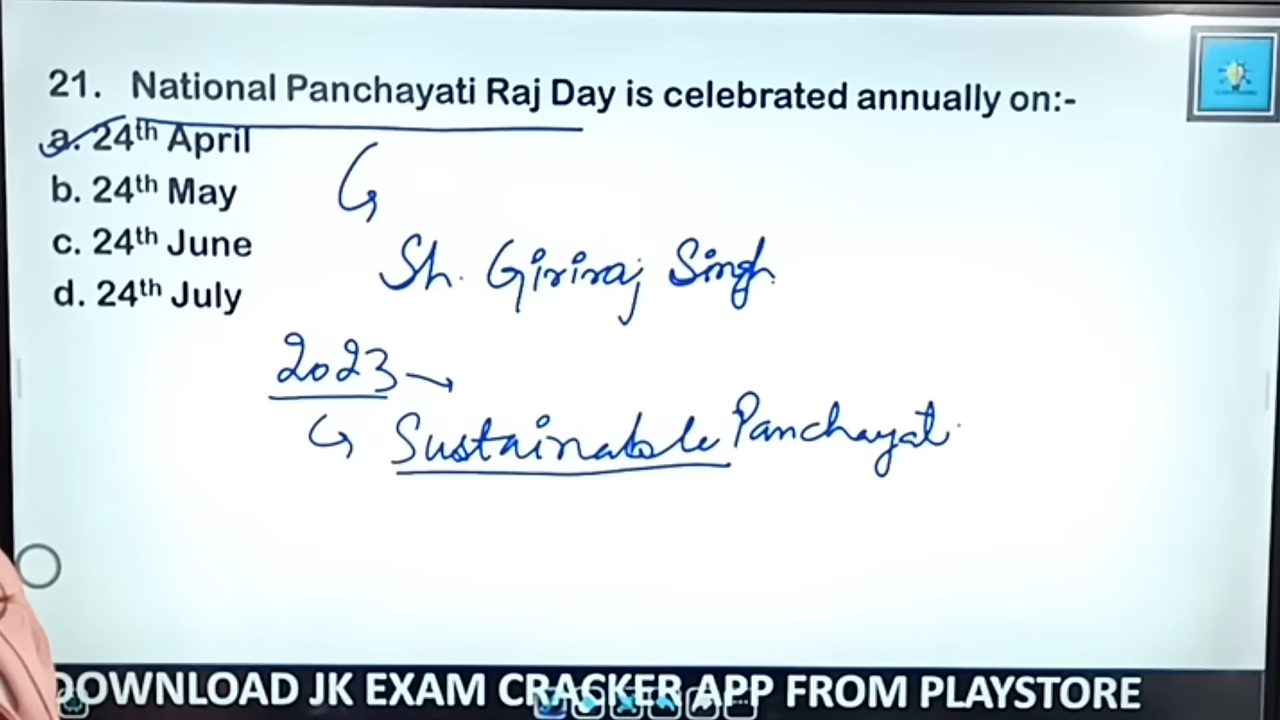 21. National Panchayati Raj Day is celebrated annually on:-
a. 24th April
b. 24th May
c. 24th June
d. 24th July
Sh. Giriraj Singh
2023
Sustainable Panchayat
DOWNLOAD JK EXAM CRACKER APP FROM PLAYSTORE